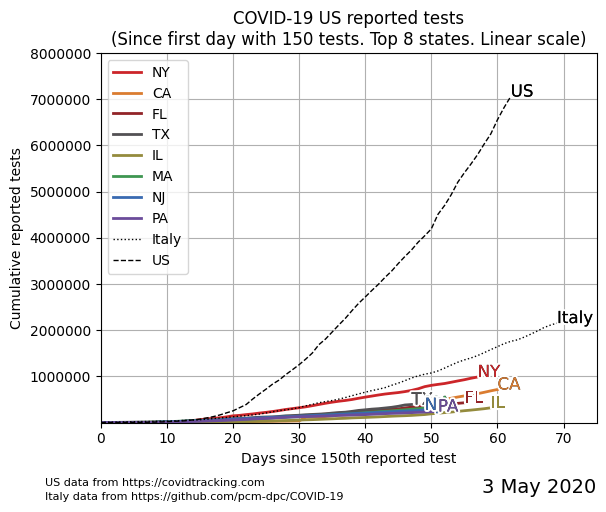 COVID-19 US reported tests
(Since first day with 150 tests. Top 8 states. Linear scale)
8000000
7000000
6000000
5000000
4000000
3000000
2000000
1000000
Cumulative reported tests
NY
CA
FL
TX
IL
MA
NJ
PA
Italy
US
US
Italy
NY
CA
FL
IL
TX
PA
0
10
20
30
40
50
60
70
Days since 150th reported test
US data from https://covidtracking.com
Italy data from https://github.com/pcm-dpc/COVID-19
3 May 2020